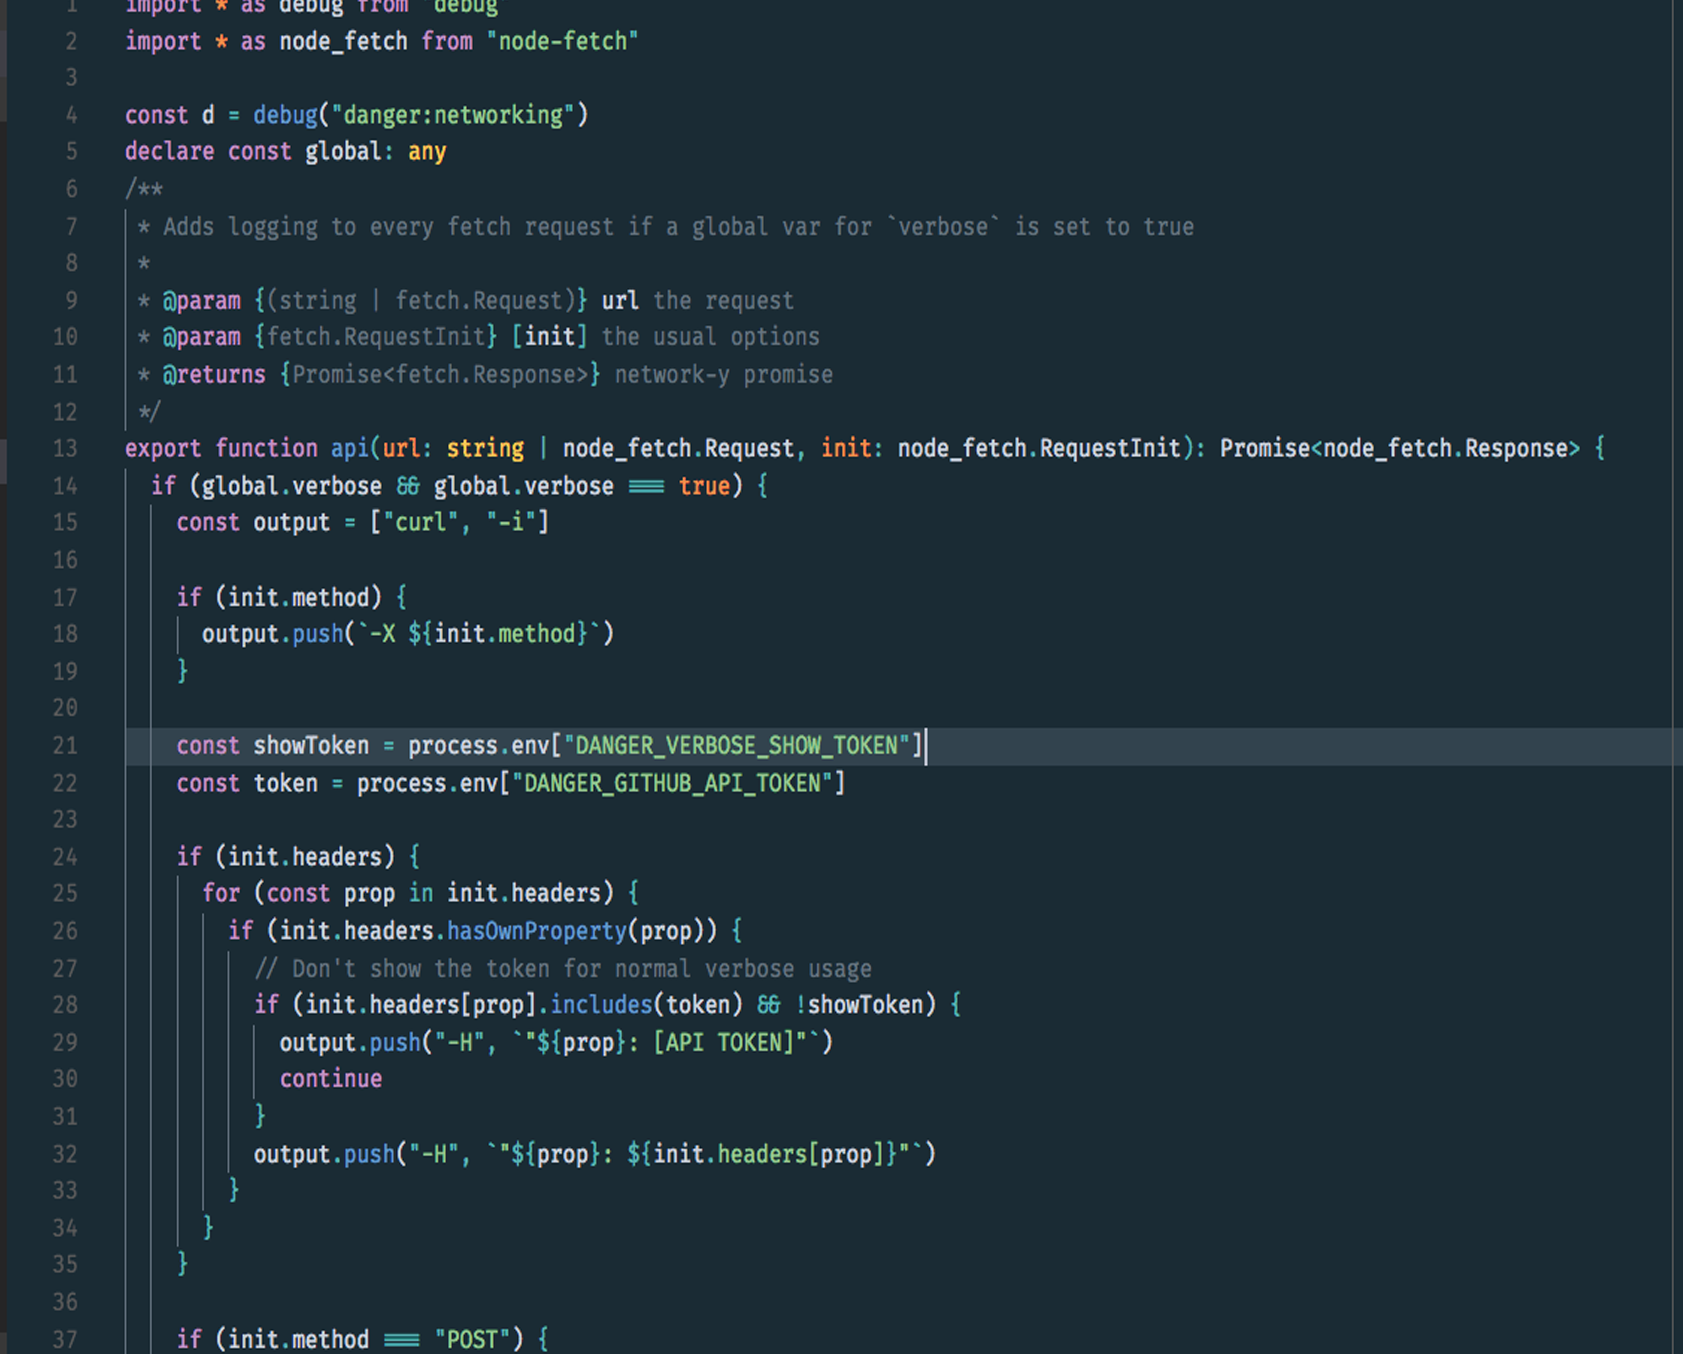 1 import * as debug from "debug"
2 import * as node_fetch from "node-fetch"
3
4 const d = debug("danger:networking")
5 declare const global: any
6 /**
7 * Adds logging to every fetch request if a global var for `verbose` is set to true
8 *
9 * @param {(string | fetch.Request)} url the request
10 * @param {fetch.RequestInit} [init] the usual options
11 * @returns {Promise<fetch.Response>} network-y promise
12 */
13 export function api(url: string | node_fetch.Request, init: node_fetch.RequestInit): Promise<node_fetch.Response> {
14 if (global.verbose && global.verbose === true) {
15 const output = ["curl", "-i"]
16
17 if (init.method) {
18 output.push(`-X ${init.method}`)
19 }
20
21 const showToken = process.env["DANGER_VERBOSE_SHOW_TOKEN"]
22 const token = process.env["DANGER_GITHUB_API_TOKEN"]
23
24 if (init.headers) {
25 for (const prop in init.headers) {
26 if (init.headers.hasOwnProperty(prop)) {
27 // Don't show the token for normal verbose usage
28 if (init.headers[prop].includes(token) && !showToken) {
29 output.push("-H", `"${prop}: [API TOKEN]"`)
30 continue
31 }
32 output.push("-H", `"${prop}: ${init.headers[prop]}"`)
33 }
34 }
35 }
36
37 if (init.method === "POST") {